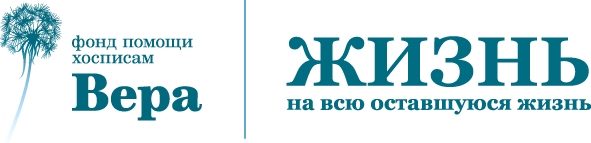 фонд помощи
хосписам
Вера
ЖИЗНЬ
на всю оставшуюся жизнь